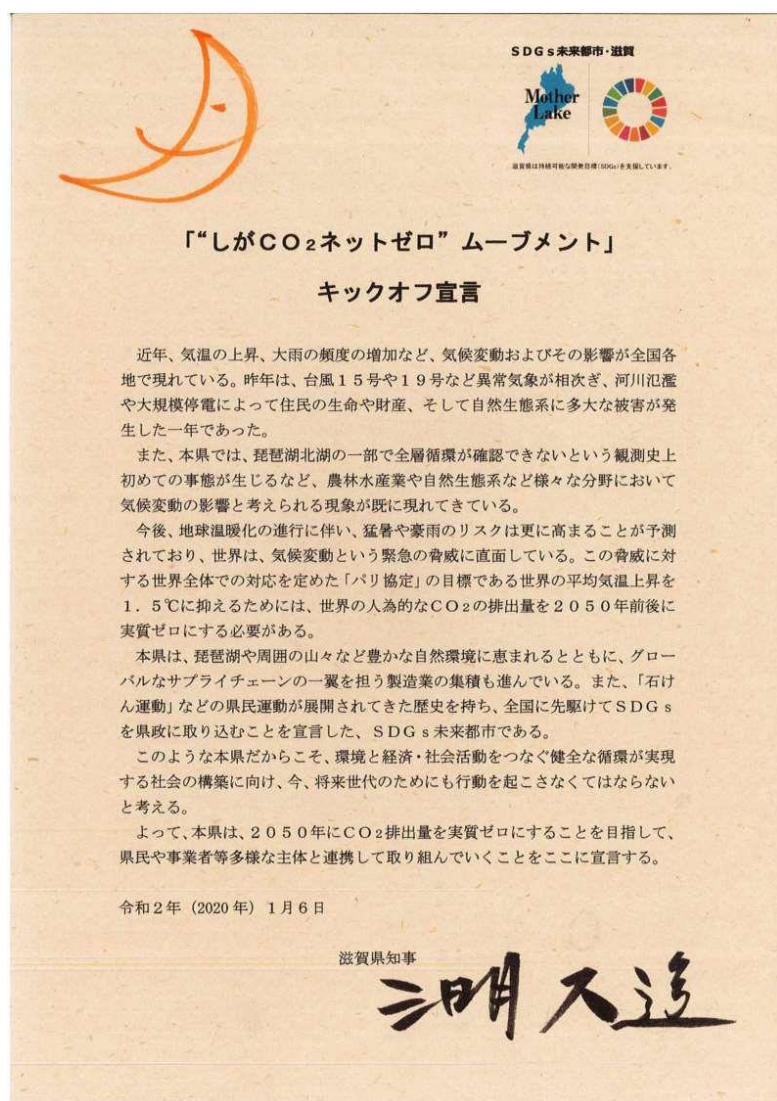 SDGs未来都市・滋賀
Mother
Lake
滋賀県は持続可能な開発目標(SDGs)を支援しています。
「“しがCO₂ネットゼロ”ムーブメント」
キックオフ宣言
近年、気温の上昇、大雨の頻度の増加など、気候変動およびその影響が全国各
地で現れている。昨年は、台風15号や19号など異常気象が相次ぎ、河川氾濫
や大規模停電によって住民の生命や財産、そして自然生態系に多大な被害が発
生した一年であった。
また、本県では、琵琶湖北湖の一部で全層循環が確認できないという観測史上
初めての事態が生じるなど、農林水産業や自然生態系など様々な分野において
気候変動の影響と考えられる現象が既に現れてきている。
今後、地球温暖化の進行に伴い、猛暑や豪雨のリスクは更に高まることが予測
されており、世界は、気候変動という緊急の脅威に直面している。この脅威に対
する世界全体での対応を定めた「パリ協定」の目標である世界の平均気温上昇を
1.5℃に抑えるためには、世界の人為的なCO₂の排出量を2050年前後に
実質ゼロにする必要がある。
本県は、琵琶湖や周囲の山々など豊かな自然環境に恵まれるとともに、グロー
バルなサプライチェーンの一翼を担う製造業の集積も進んでいる。また、「石け
ん運動」などの県民運動が展開されてきた歴史を持ち、全国に先駆けてSDGs
を県政に取り込むことを宣言した、SDGs未来都市である。
このような本県だからこそ、環境と経済・社会活動をつなぐ健全な循環が実現
する社会の構築に向け、今、将来世代のためにも行動を起こさなくてはならない
と考える。
よって、本県は、2050年にCO₂排出量を実質ゼロにすることを目指して、
県民や事業者等多様な主体と連携して取り組んでいくことをここに宣言する。
令和2年（2020年）1月6日
滋賀県知事
三日月大造